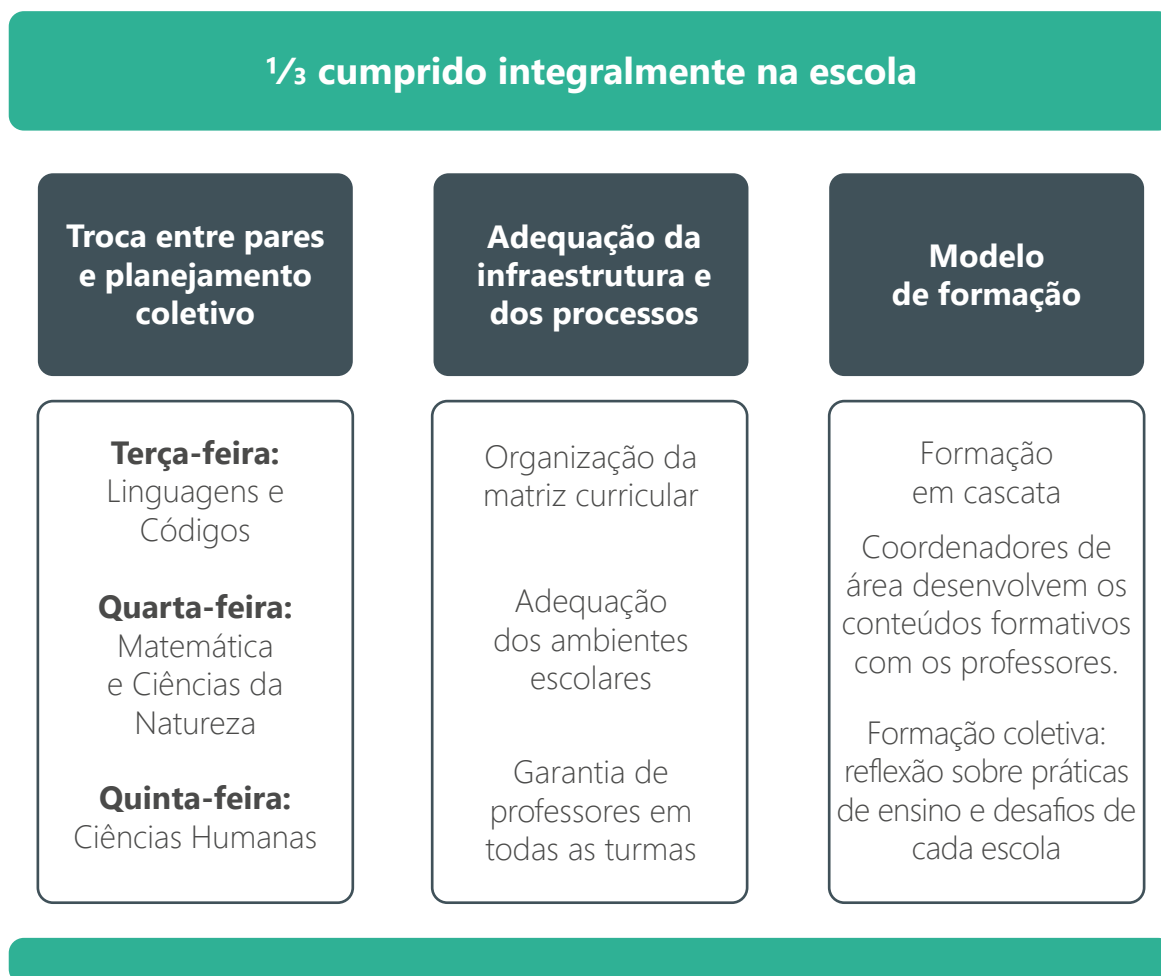 ⅓ cumprido integralmente na escola
Troca entre pares
e planejamento
coletivo
Terça-feira:
Linguagens e
Códigos
Quarta-feira:
Matemática
e Ciências da
Natureza
Quinta-feira:
Ciências Humanas
Adequação da
infraestrutura e
dos processos
Organização da
matriz curricular
Adequação
dos ambientes
escolares
Garantia de
professores em
todas as turmas
Modelo
de formação
Formação
em cascata
Coordenadores de
área desenvolvem os
conteúdos formativos
com os professores.
Formação coletiva:
reflexão sobre práticas
de ensino e desafios de
cada escola